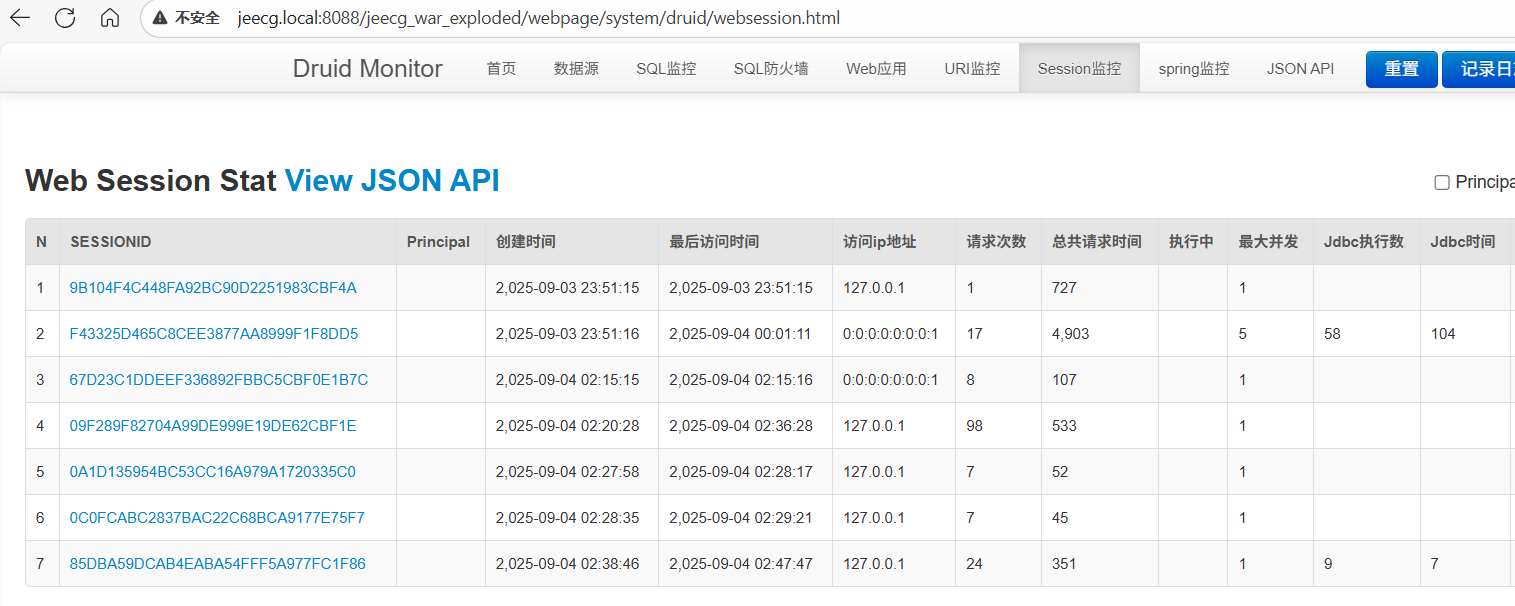 不安全 jeecg.local:8088/jeecg_war_exploded/webpage/system/druid/websession.html
Druid Monitor 首页 数据源 SQL监控 SQL防火墙 Web应用 URI监控 Session监控 spring监控 JSON API 重置 记录日
Web Session Stat View JSON API Principa
N SESSIONID Principal 创建时间 最后访问时间 访问ip地址 请求次数 总共请求时间 执行中 最大并发 Jdbc执行数 Jdbc时间
1 9B104F4C448FA92BC90D2251983CBF4A 2,025-09-03 23:51:15 2,025-09-03 23:51:15 127.0.0.1 1 727 1
2 F43325D465C8CEE3877AA8999F1F8DD5 2,025-09-03 23:51:16 2,025-09-04 00:01:11 0:0:0:0:0:0:0:1 17 4,903 5 58 104
3 67D23C1DDEEF336892FBBC5CBF0E1B7C 2,025-09-04 02:15:15 2,025-09-04 02:15:16 0:0:0:0:0:0:0:1 8 107 1
4 09F289F82704A99DE999E19DE62CBF1E 2,025-09-04 02:20:28 2,025-09-04 02:36:28 127.0.0.1 98 533 1
5 0A1D135954BC53CC16A979A1720335C0 2,025-09-04 02:27:58 2,025-09-04 02:28:17 127.0.0.1 7 52 1
6 0C0FCABC2837BAC22C68BCA9177E75F7 2,025-09-04 02:28:35 2,025-09-04 02:29:21 127.0.0.1 7 45 1
7 85DBA59DCAB4EABA54FFF5A977FC1F86 2,025-09-04 02:38:46 2,025-09-04 02:47:47 127.0.0.1 24 351 1 9 7